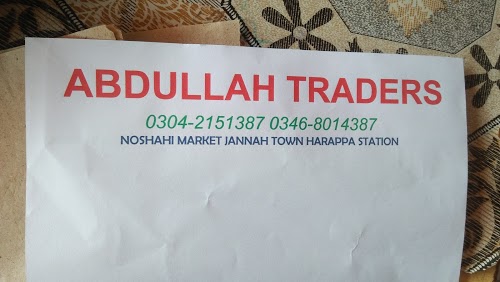 ABDULLAH TRADERS
0304-2151387 0346-8014387
NOSHAHI MARKET JANNAH TOWN HARAPPA STATION